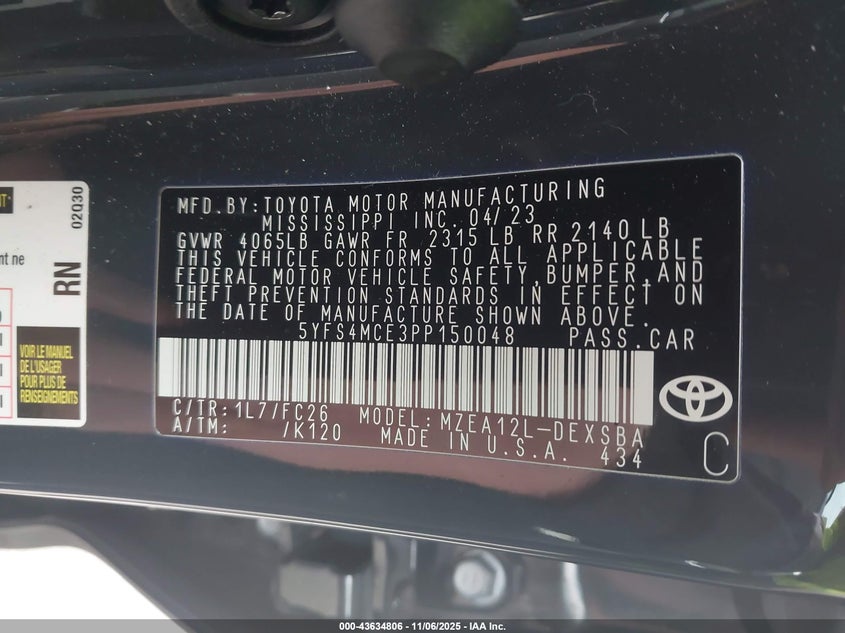 MFD. BY: TOYOTA MOTOR MANUFACTURING
MISSISSIPPI INC. 04/23
GVWR 4065LB GAWR FR 2315 LB RR 2140 LB
THIS VEHICLE CONFORMS TO ALL APPLICABLE
FEDERAL MOTOR VEHICLE SAFETY, BUMPER, AND
THEFT PREVENTION STANDARDS IN EFFECT ON
THE DATE OF MANUFACTURE SHOWN ABOVE.
5YFS4MCE3PP150048 PASS.CAR
C/TR: 1L7/FC26 MODEL: MZEA12L-DEXSBA
A/TM: /K120 MADE IN U.S.A. 434
C
02Q30
nt ne
RN
VOIR LE MANUEL
DE L'USAGER
POUR PLUS DE
RENSEIGNEMENTS
000-43634806 - 11/06/2025 - IAA Inc.